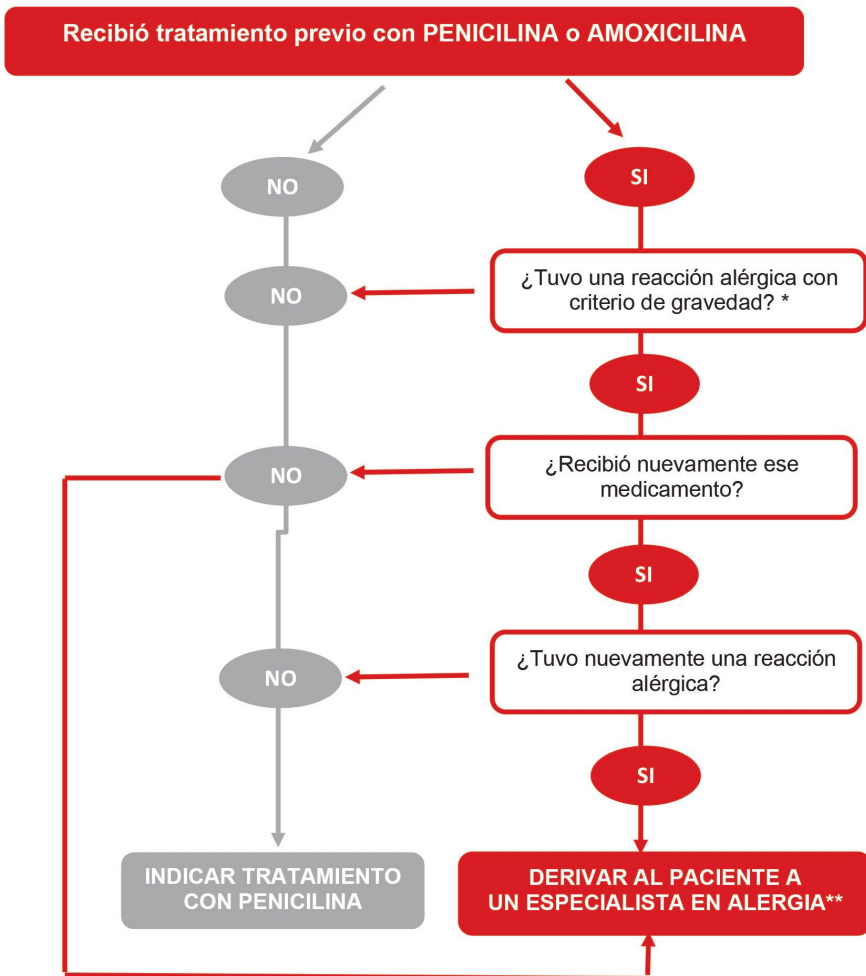 Recibió tratamiento previo con PENICILINA o AMOXICILINA
NO
SI
NO
¿Tuvo una reacción alérgica con
criterio de gravedad? *
SI
NO
¿Recibió nuevamente ese
medicamento?
SI
NO
¿Tuvo nuevamente una reacción
alérgica?
SI
INDICAR TRATAMIENTO
CON PENICILINA
DERIVAR AL PACIENTE A
UN ESPECIALISTA EN ALERGIA**